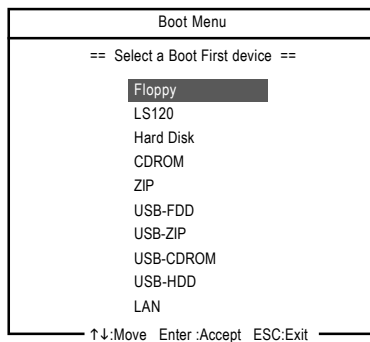 Boot Menu
== Select a Boot First device ==
Floppy
LS120
Hard Disk
CDROM
ZIP
USB-FDD
USB-ZIP
USB-CDROM
USB-HDD
LAN
↑↓:Move Enter :Accept ESC:Exit